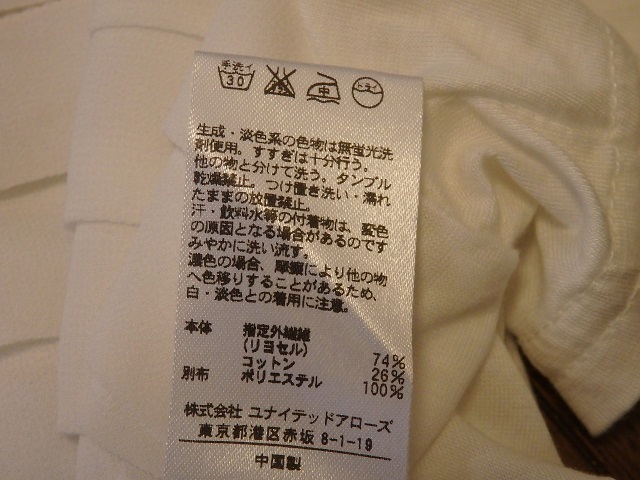 手洗イ 30 中 ドライ
生成・淡色系の色物は無蛍光洗
剤使用。すすぎは十分行う。
他の物と分けて洗う。タンブル
乾燥禁止。つけ置き洗い・濡れ
たままの放置禁止。
汗・飲料水等の付着物は、変色
の原因となる場合があるのです
みやかに洗い流す。
濃色の場合、摩擦により他の物
へ色移りすることがあるため、
白・淡色との着用に注意。
本体 指定外繊維
(リヨセル) 74%
コットン 26%
別布 ポリエステル 100%
株式会社 ユナイテッドアローズ
東京都港区赤坂 8-1-19
中国製